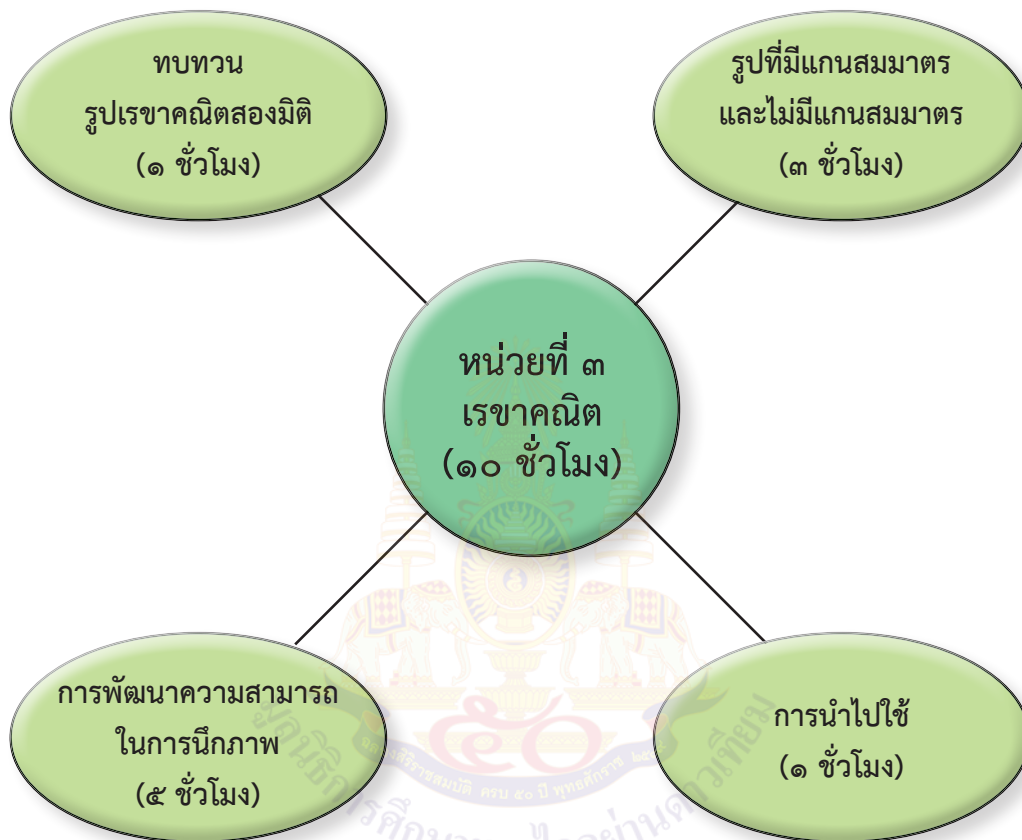 ทบทวน
รูปเรขาคณิตสองมิติ
(๑ ชั่วโมง)
รูปที่มีแกนสมมาตร
และไม่มีแกนสมมาตร
(๓ ชั่วโมง)
หน่วยที่ ๓
เรขาคณิต
(๑๐ ชั่วโมง)
การพัฒนาความสามารถ
ในการนึกภาพ
(๕ ชั่วโมง)
การนำไปใช้
(๑ ชั่วโมง)